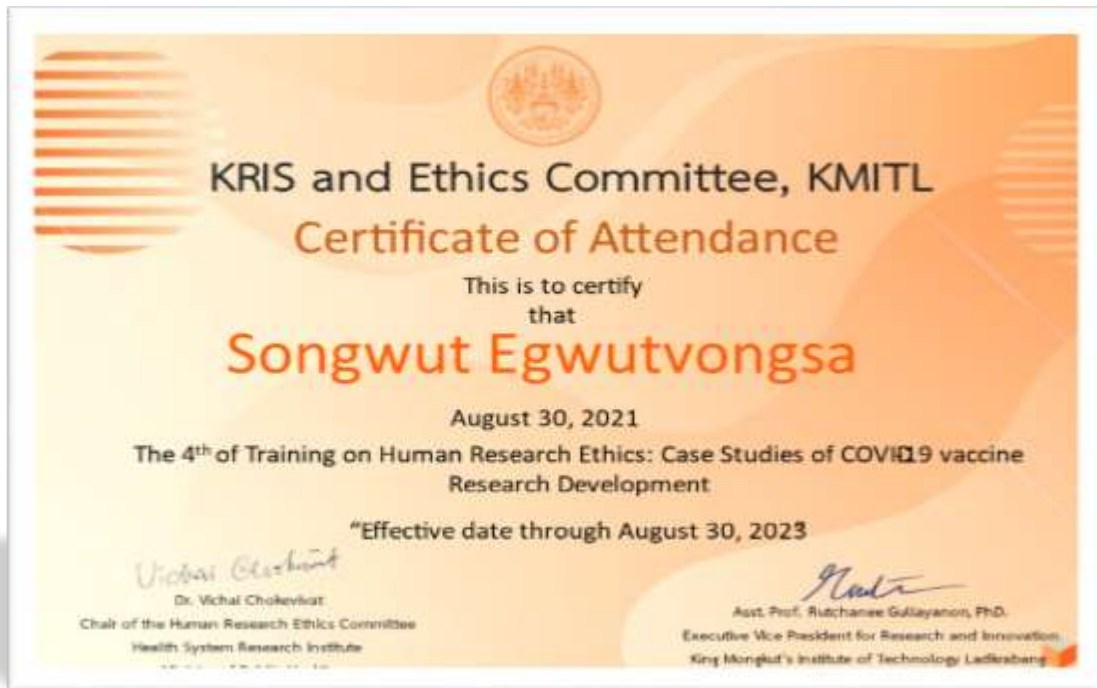 KRIS and Ethics Committee, KMITL
Certificate of Attendance
This is to certify
that
Songwut Egwutvongsa
August 30, 2021
The 4th of Training on Human Research Ethics: Case Studies of COVID-19 vaccine
Research Development
"Effective date through August 30, 2023
Dr. Vichai Chokevivat
Chair of the Human Research Ethics Committee
Health System Research Institute
Asst. Prof. Rutchanee Gullayanon, PhD.
Executive Vice President for Research and Innovation
King Mongkut's Institute of Technology Ladkrabang